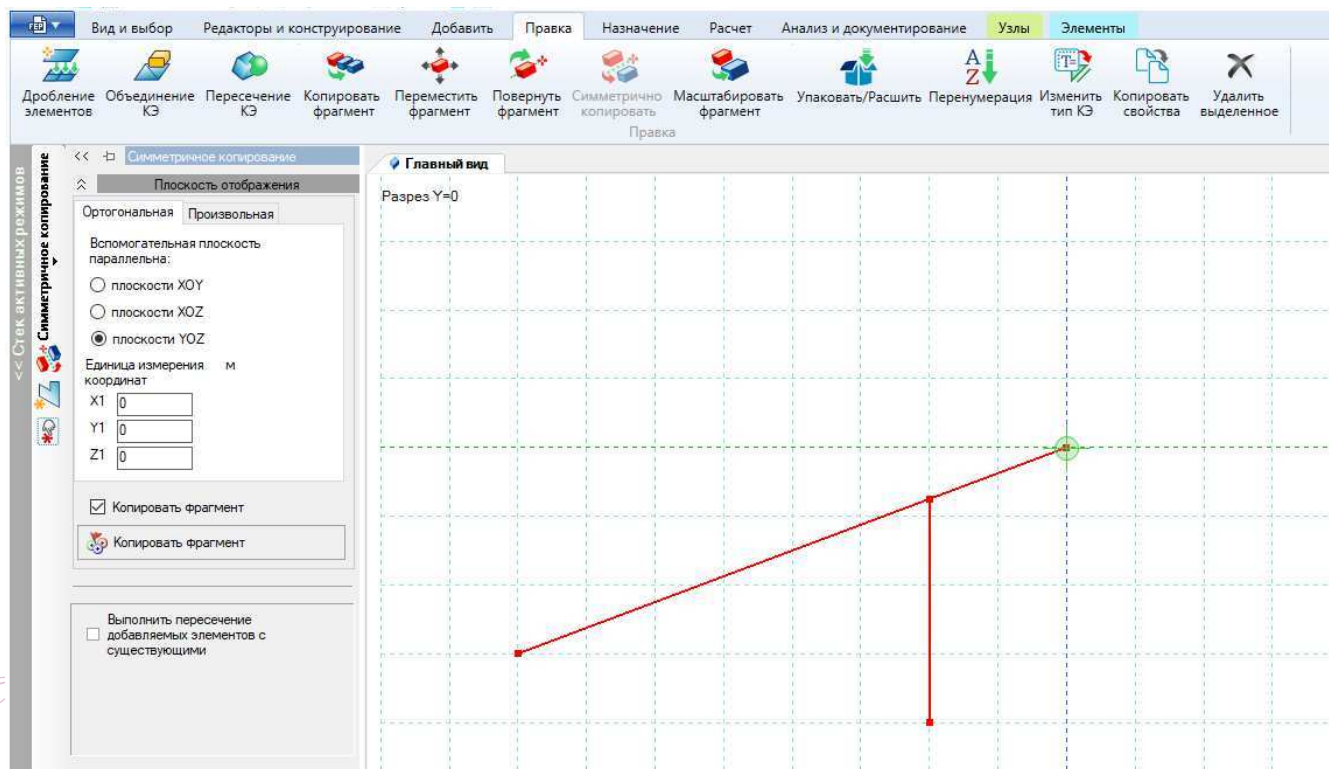 Вид и выбор Редакторы и конструирование Добавить Правка Назначение Расчет Анализ и документирование Узлы Элементы
Дробление элементов
Объединение КЭ
Пересечение КЭ
Копировать фрагмент
Переместить фрагмент
Повернуть фрагмент
Симметрично копировать
Масштабировать фрагмент
Упаковать/Расшить
Перенумерация
Изменить тип КЭ
Копировать свойства
Удалить выделенное
Правка
<< Стек активных режимов
Симметричное копирование
<< Симметричное копирование
Плоскость отображения
Ортогональная Произвольная
Вспомогательная плоскость
параллельна:
плоскости XOY
плоскости XOZ
плоскости YOZ
Единица измерения м
координат
X1 0
Y1 0
Z1 0
Копировать фрагмент
Копировать фрагмент
Выполнить пересечение
добавляемых элементов с
существующими
Главный вид
Разрез Y=0